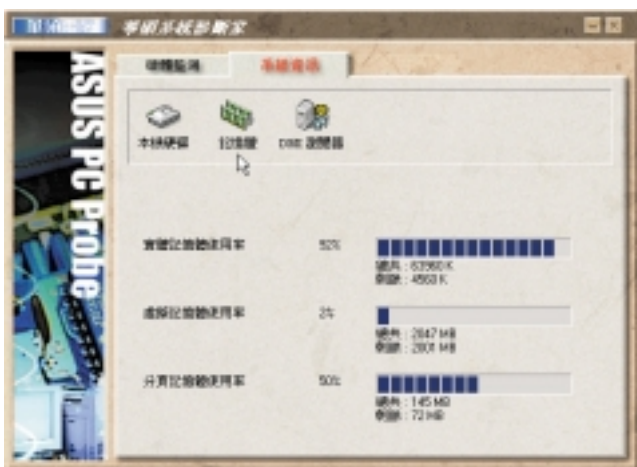 華碩系統診斷家
ASUS PC Probe
硬體監測 系統資訊
本機硬碟 記憶體 DMI 瀏覽器
實體記憶體使用率 92%
總共: 63960 K
剩餘: 4560 K
虛擬記憶體使用率 2%
總共: 2047 MB
剩餘: 2001 MB
分頁記憶體使用率 50%
總共: 145 MB
剩餘: 72 MB